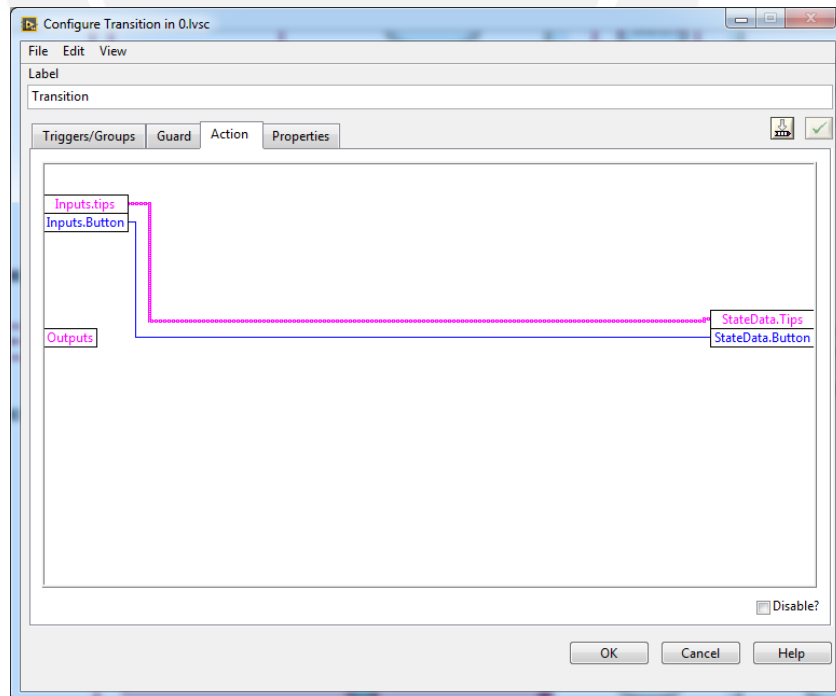 Configure Transition in 0.lvsc
File Edit View
Label
Transition
Triggers/Groups Guard Action Properties
Inputs.tips
Inputs.Button
StateData.Tips
Outputs StateData.Button
Disable?
OK Cancel Help